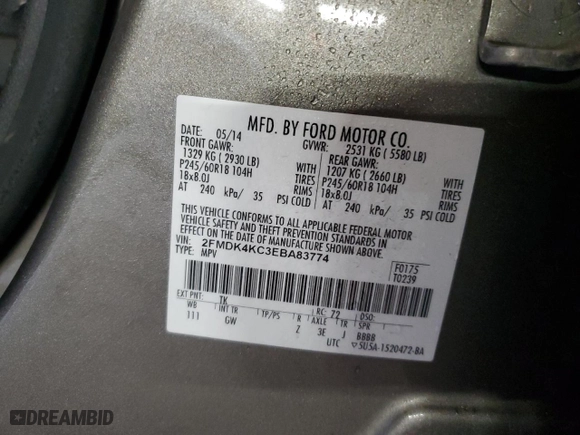 MFD. BY FORD MOTOR CO.
DATE: 05/14 GVWR: 2531 KG ( 5580 LB)
FRONT GAWR: REAR GAWR:
1329 KG ( 2930 LB) WITH 1207 KG ( 2660 LB) WITH
P245/60R18 104H TIRES P245/60R18 104H TIRES
18x8.0J RIMS 18x8.0J RIMS
AT 240 kPa/ 35 PSI COLD AT 240 kPa/ 35 PSI COLD
THIS VEHICLE CONFORMS TO ALL APPLICABLE FEDERAL MOTOR
VEHICLE SAFETY AND THEFT PREVENTION STANDARDS IN
EFFECT ON THE DATE OF MANUFACTURE SHOWN ABOVE.
VIN: 2FMDK4KC3EBA83774
TYPE: MPV
F0175
T0239
EXT PNT: TK RC: 72 DSO:
WB INT TR TP/PS R AXLE TR SPR
111 GW Z 3E J BBBB
UTC ▽5U5A-1520472-BA
DREAMBID